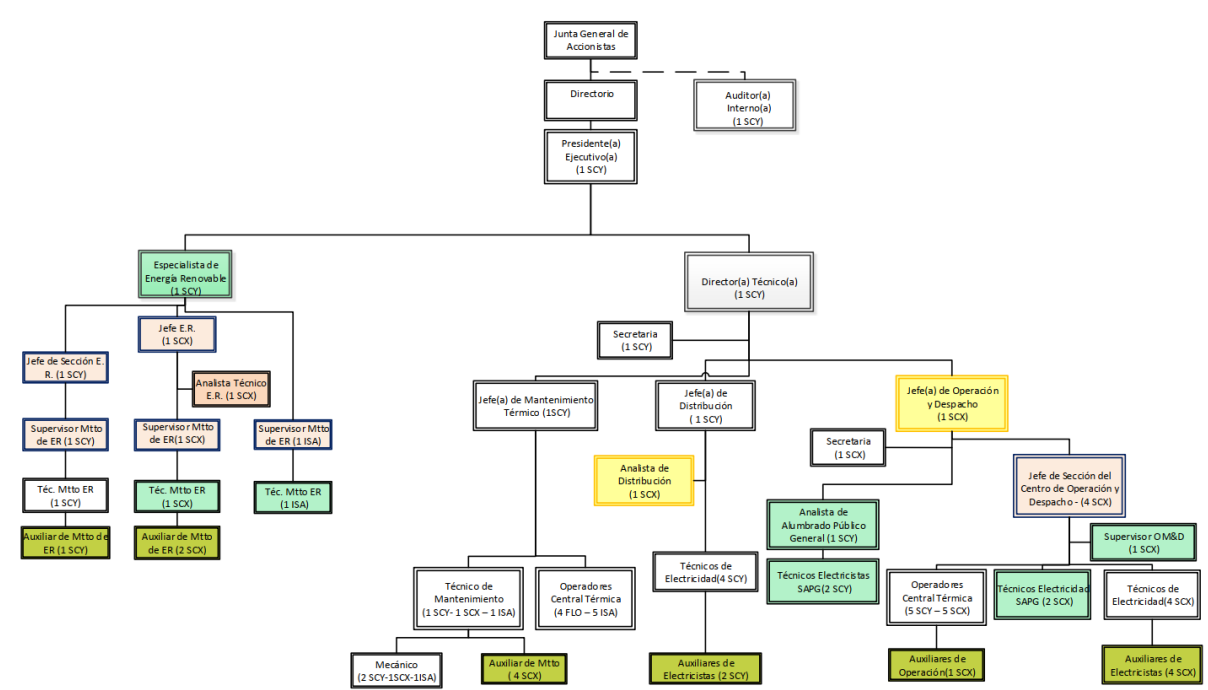 Junta General de
Accionistas
Directorio
Auditor(a)
Interno(a)
(1 SCY)
Presidente(a)
Ejecutivo(a)
(1 SCY)
Especialista de
Energía Renovable
(1 SCY)
Director(a) Técnico(a)
(1 SCY)
Jefe E.R.
(1 SCX)
Secretaria
(1 SCY)
Jefe de Sección E.
R. (1 SCY)
Analista Técnico
E.R. (1 SCX)
Jefe(a) de Mantenimiento
Térmico (1SCY)
Jefe(a) de
Distribución
( 1 SCY)
Jefe(a) de Operación
y Despacho
(1 SCX)
Supervisor Mtto
de ER (1 SCY)
Supervisor Mtto
de ER(1 SCX)
Supervisor Mtto
de ER (1 ISA)
Secretaria
(1 SCX)
Analista de
Distribución
(1 SCX)
Jefe de Sección del
Centro de Operación y
Despacho - (4 SCX)
Téc. Mtto ER
(1 SCY)
Téc. Mtto ER
(1 SCX)
Téc. Mtto ER
(1 ISA)
Analista de
Alumbrado Público
General (1 SCY)
Auxiliar de Mtto de
ER (1 SCY)
Auxiliar de Mtto
de ER (2 SCX)
Supervisor OM&D
(1 SCX)
Técnico de
Mantenimiento
(1 SCY- 1 SCX – 1 ISA)
Operadores
Central Térmica
(4 FLO – 5 ISA)
Técnicos de
Electricidad(4 SCY)
Técnicos Electricistas
SAPG(2 SCY)
Operadores
Central Térmica
(5 SCY – 5 SCX)
Técnicos Electricidad
SAPG (2 SCX)
Técnicos de
Electricidad(4 SCX)
Mecánico
(2 SCY-1SCX-1ISA)
Auxiliar de Mtto
( 4 SCX)
Auxiliares de
Electricistas (2 SCY)
Auxiliares de
Operación(1 SCX)
Auxiliares de
Electricistas (4 SCX)